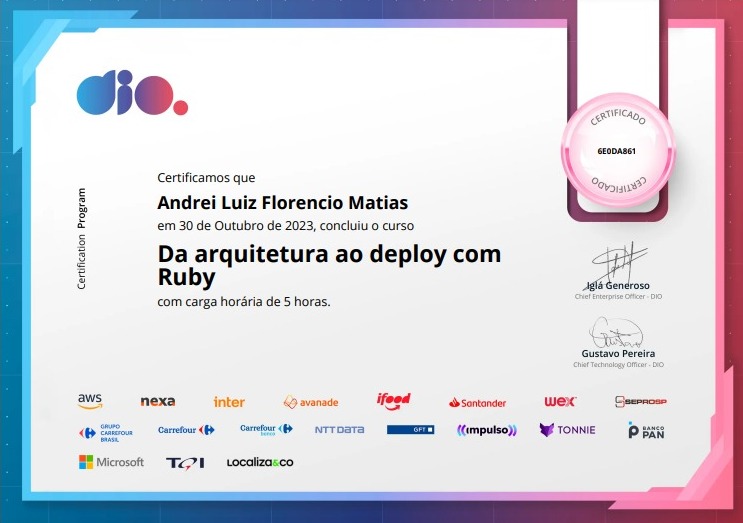 dio.
CERTIFICADO
6E0DA861
CERTIFICADO
Certification Program
Certificamos que
Andrei Luiz Florencio Matias
em 30 de Outubro de 2023, concluiu o curso
Da arquitetura ao deploy com
Ruby
com carga horária de 5 horas.
Iglá Generoso
Chief Enterprise Officer - DIO
Gustavo Pereira
Chief Technology Officer - DIO
aws nexa inter avanade ifood Santander wex SEPROSP
GRUPO
CARREFOUR
BRASIL
Carrefour Carrefour
banco
NTT DATA GFT impulso TONNIE BANCO
PAN
Microsoft TQI LOCALIZA&CO